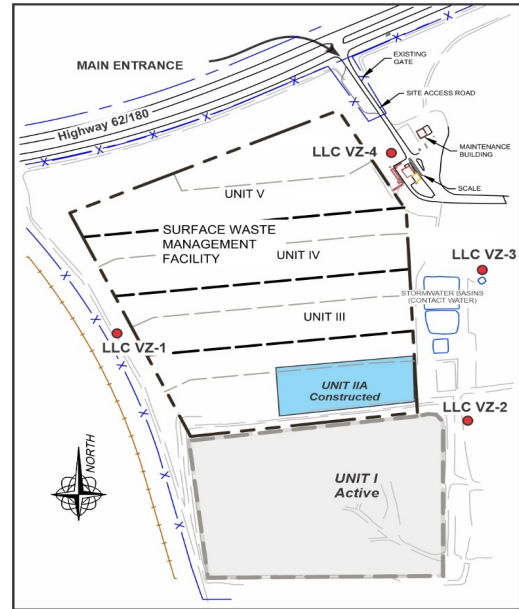 MAIN ENTRANCE
EXISTING
GATE
SITE ACCESS ROAD
Highway 62/180
MAINTENANCE
BUILDING
LLC VZ-4
SCALE
UNIT V
SURFACE WASTE
MANAGEMENT
FACILITY
UNIT IV
LLC VZ-3
STORMWATER BASINS
(CONTACT WATER)
UNIT III
LLC VZ-1
UNIT IIA
Constructed
LLC VZ-2
NORTH
UNIT I
Active